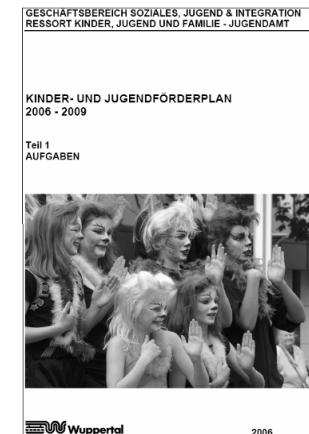 GESCHÄFTSBEREICH SOZIALES, JUGEND & INTEGRATION
RESSORT KINDER, JUGEND UND FAMILIE - JUGENDAMT
KINDER- UND JUGENDFÖRDERPLAN
2006 - 2009
Teil 1
AUFGABEN
Wuppertal
2006